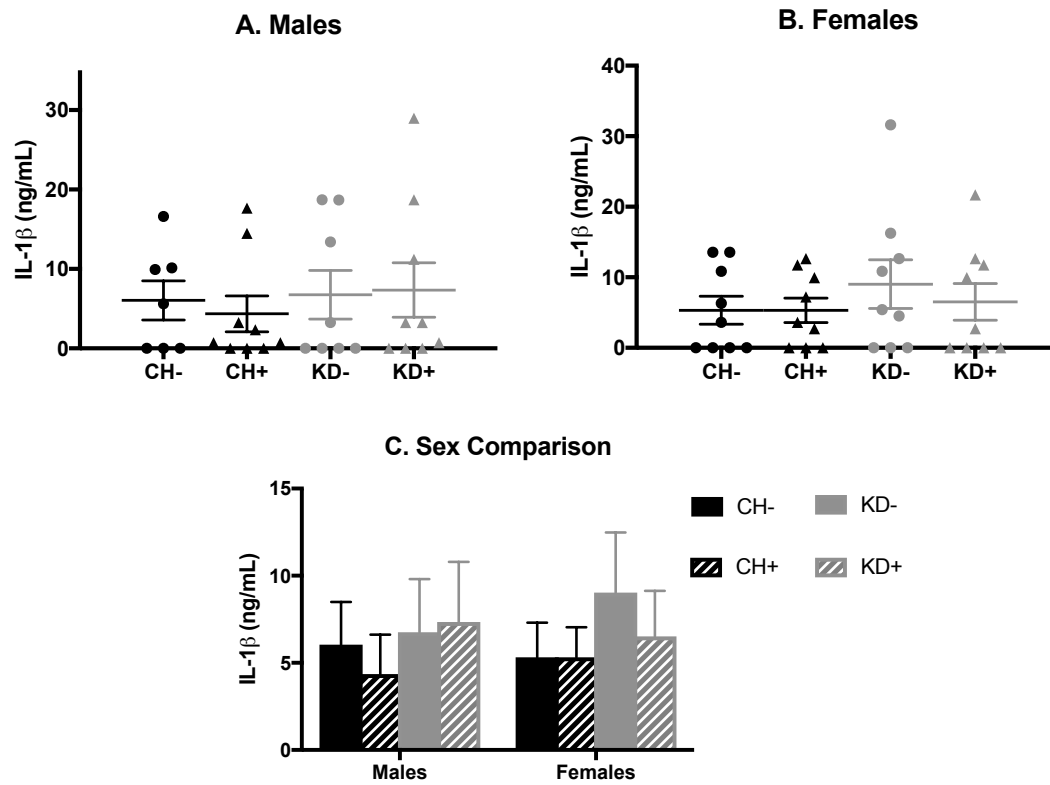 A. Males
IL-1β (ng/mL)
30
20
10
0
CH- CH+ KD- KD+
B. Females
IL-1β (ng/mL)
40
30
20
10
0
CH- CH+ KD- KD+
C. Sex Comparison
IL-1β (ng/mL)
15
10
5
0
Males Females
CH- KD-
CH+ KD+